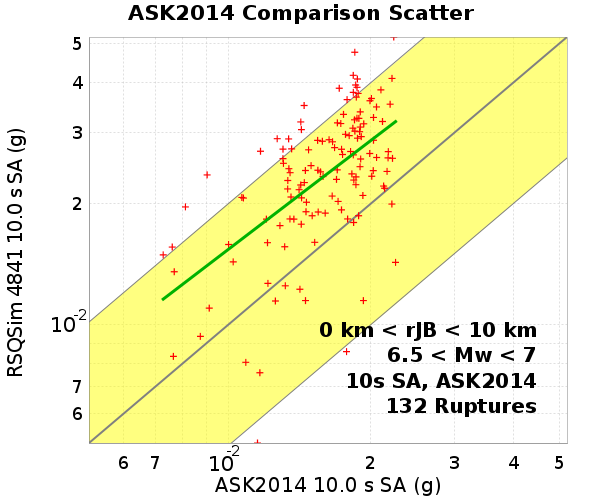 ASK2014 Comparison Scatter
RSQSim 4841 10.0 s SA (g)
5
4
3
2
10-2
7
6
0 km < rJB < 10 km
6.5 < Mw < 7
10s SA, ASK2014
132 Ruptures
6 7 10-2 2 3 4 5
ASK2014 10.0 s SA (g)